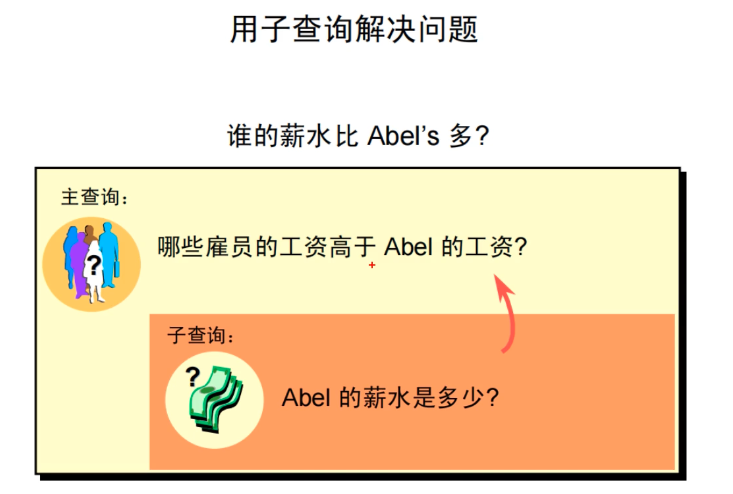 用子查询解决问题
谁的薪水比 Abel’s 多?
主查询:
?
哪些雇员的工资高于 Abel 的工资?
子查询:
?
Abel 的薪水是多少?